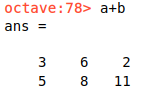 octave:78> a+b
ans =
3 6 2
5 8 11